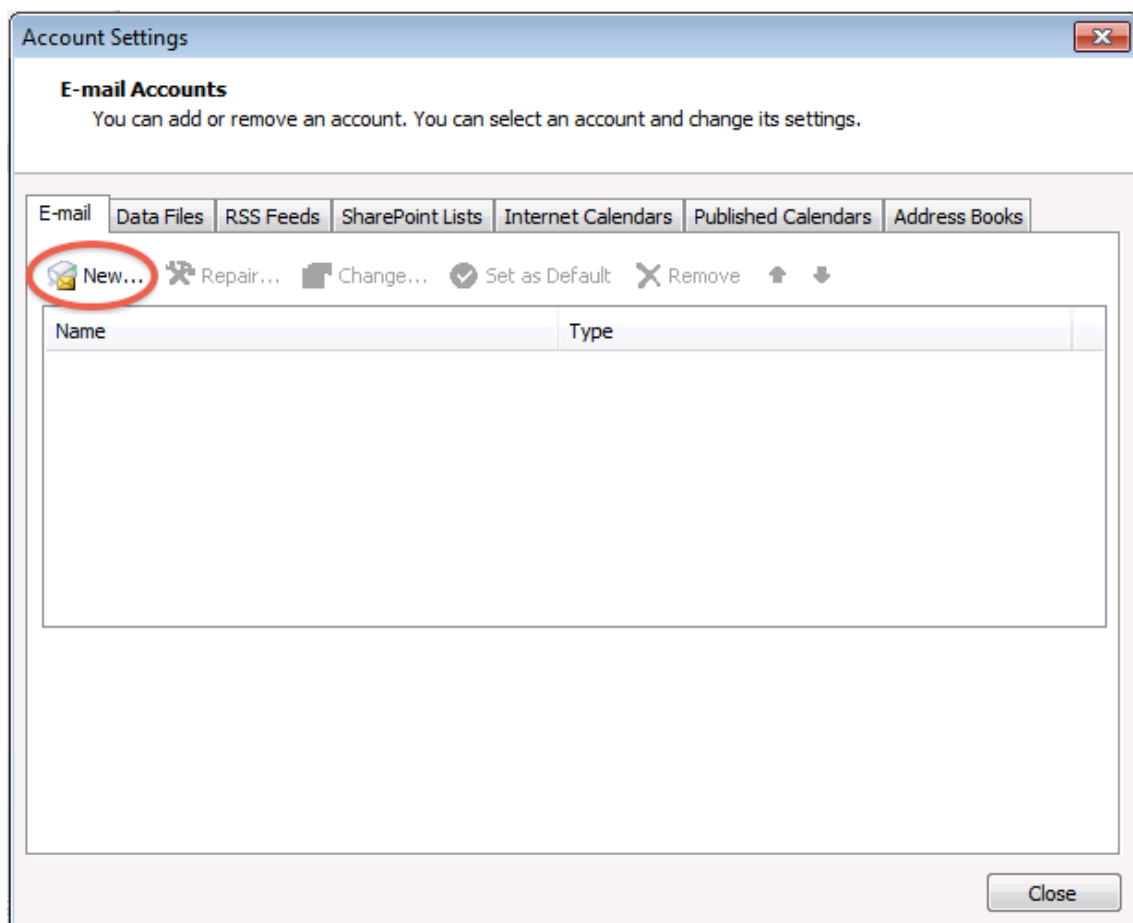 Account Settings
E-mail Accounts
You can add or remove an account. You can select an account and change its settings.
E-mail Data Files RSS Feeds SharePoint Lists Internet Calendars Published Calendars Address Books
New... Repair... Change... Set as Default Remove
Name Type
Close